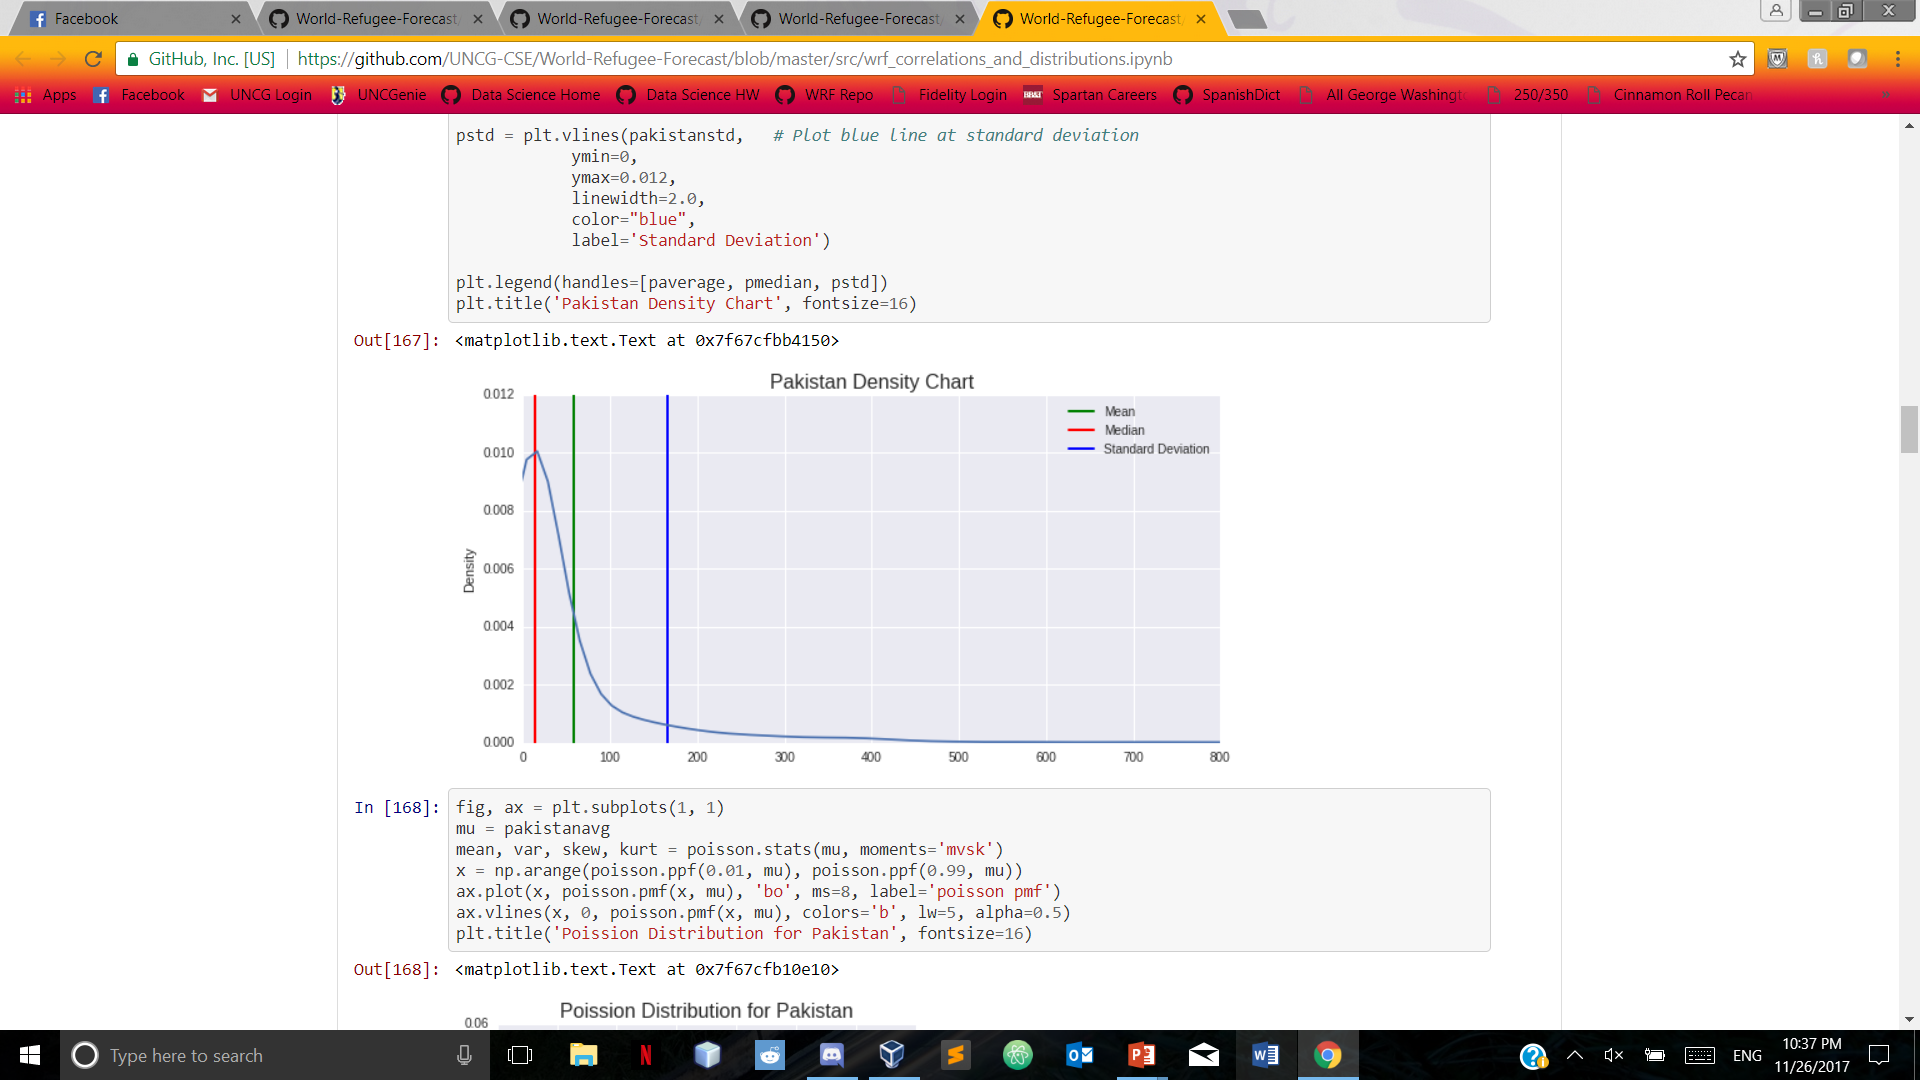 Facebook World-Refugee-Forecast World-Refugee-Forecast World-Refugee-Forecast World-Refugee-Forecast
GitHub, Inc. [US] https://github.com/UNCG-CSE/World-Refugee-Forecast/blob/master/src/wrf_correlations_and_distributions.ipynb
Apps Facebook UNCG Login UNCGenie Data Science Home Data Science HW WRF Repo Fidelity Login BB&T Spartan Careers SpanishDict All George Washingt 250/350 Cinnamon Roll Pecan
pstd = plt.vlines(pakistanstd, # Plot blue line at standard deviation
ymin=0,
ymax=0.012,
linewidth=2.0,
color="blue",
label='Standard Deviation')
plt.legend(handles=[paverage, pmedian, pstd])
plt.title('Pakistan Density Chart', fontsize=16)
Out[167]: <matplotlib.text.Text at 0x7f67cfbb4150>
Pakistan Density Chart
0.012
Mean
Median
Standard Deviation
0.010
0.008
0.006
0.004
0.002
0.000
Density
0 100 200 300 400 500 600 700 800
In [168]: fig, ax = plt.subplots(1, 1)
mu = pakistanavg
mean, var, skew, kurt = poisson.stats(mu, moments='mvsk')
x = np.arange(poisson.ppf(0.01, mu), poisson.ppf(0.99, mu))
ax.plot(x, poisson.pmf(x, mu), 'bo', ms=8, label='poisson pmf')
ax.vlines(x, 0, poisson.pmf(x, mu), colors='b', lw=5, alpha=0.5)
plt.title('Poission Distribution for Pakistan', fontsize=16)
Out[168]: <matplotlib.text.Text at 0x7f67cfb10e10>
Poission Distribution for Pakistan
0.06
Type here to search
ENG 10:37 PM
11/26/2017